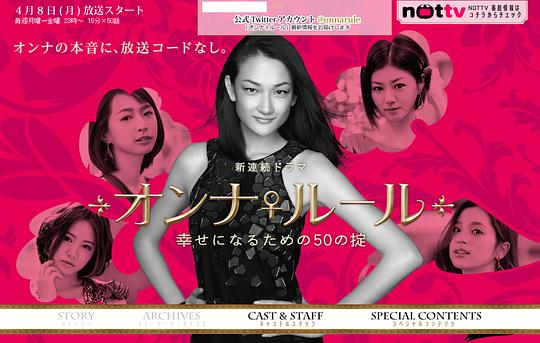 4月8日(月)放送スタート
毎週月曜〜金曜 23時〜 15分×50話
公式Twitterアカウント@onnarule
「オンナ♀ルール」最新情報をお届けします
nottv
NOTTV 最新情報は
コチラからチェック
オンナの本音に、放送コードなし。
新連続ドラマ
オンナ♀ルール
幸せになるための50の掟
STORY
ストーリー
ARCHIVES
CAST & STAFF
キャスト&スタッフ
SPECIAL CONTENTS
スペシャルコンテンツ